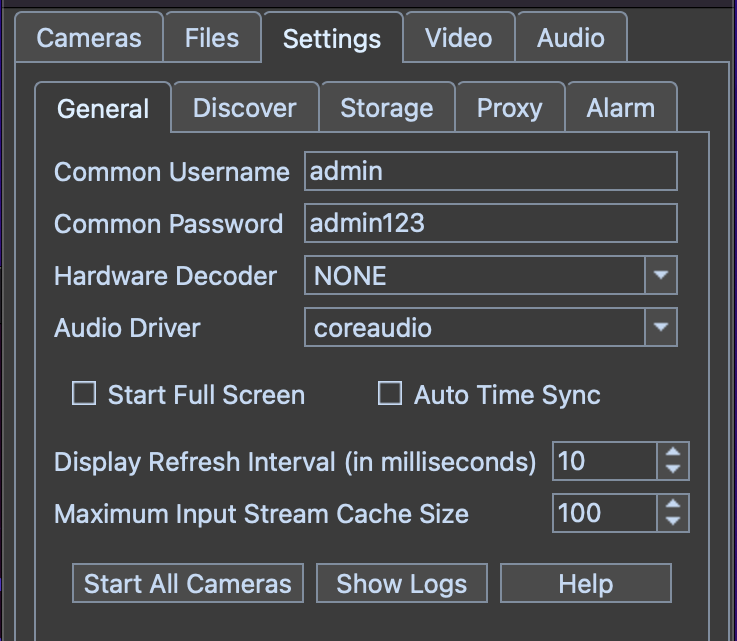 Cameras Files Settings Video Audio
General Discover Storage Proxy Alarm
Common Username admin
Common Password admin123
Hardware Decoder NONE
Audio Driver coreaudio
Start Full Screen Auto Time Sync
Display Refresh Interval (in milliseconds) 10
Maximum Input Stream Cache Size 100
Start All Cameras Show Logs Help